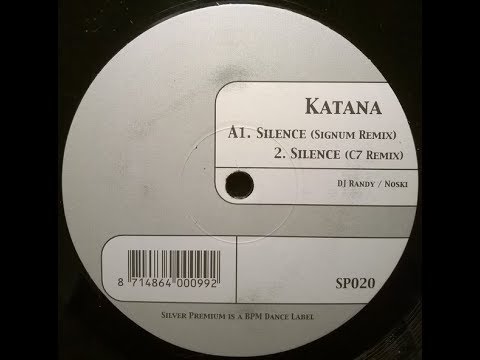 KATANA
A1. SILENCE (SIGNUM REMIX)
2. SILENCE (C7 REMIX)
DJ RANDY / NOSKI
8 714864 000992
SP020
SILVER PREMIUM IS A BPM DANCE LABEL